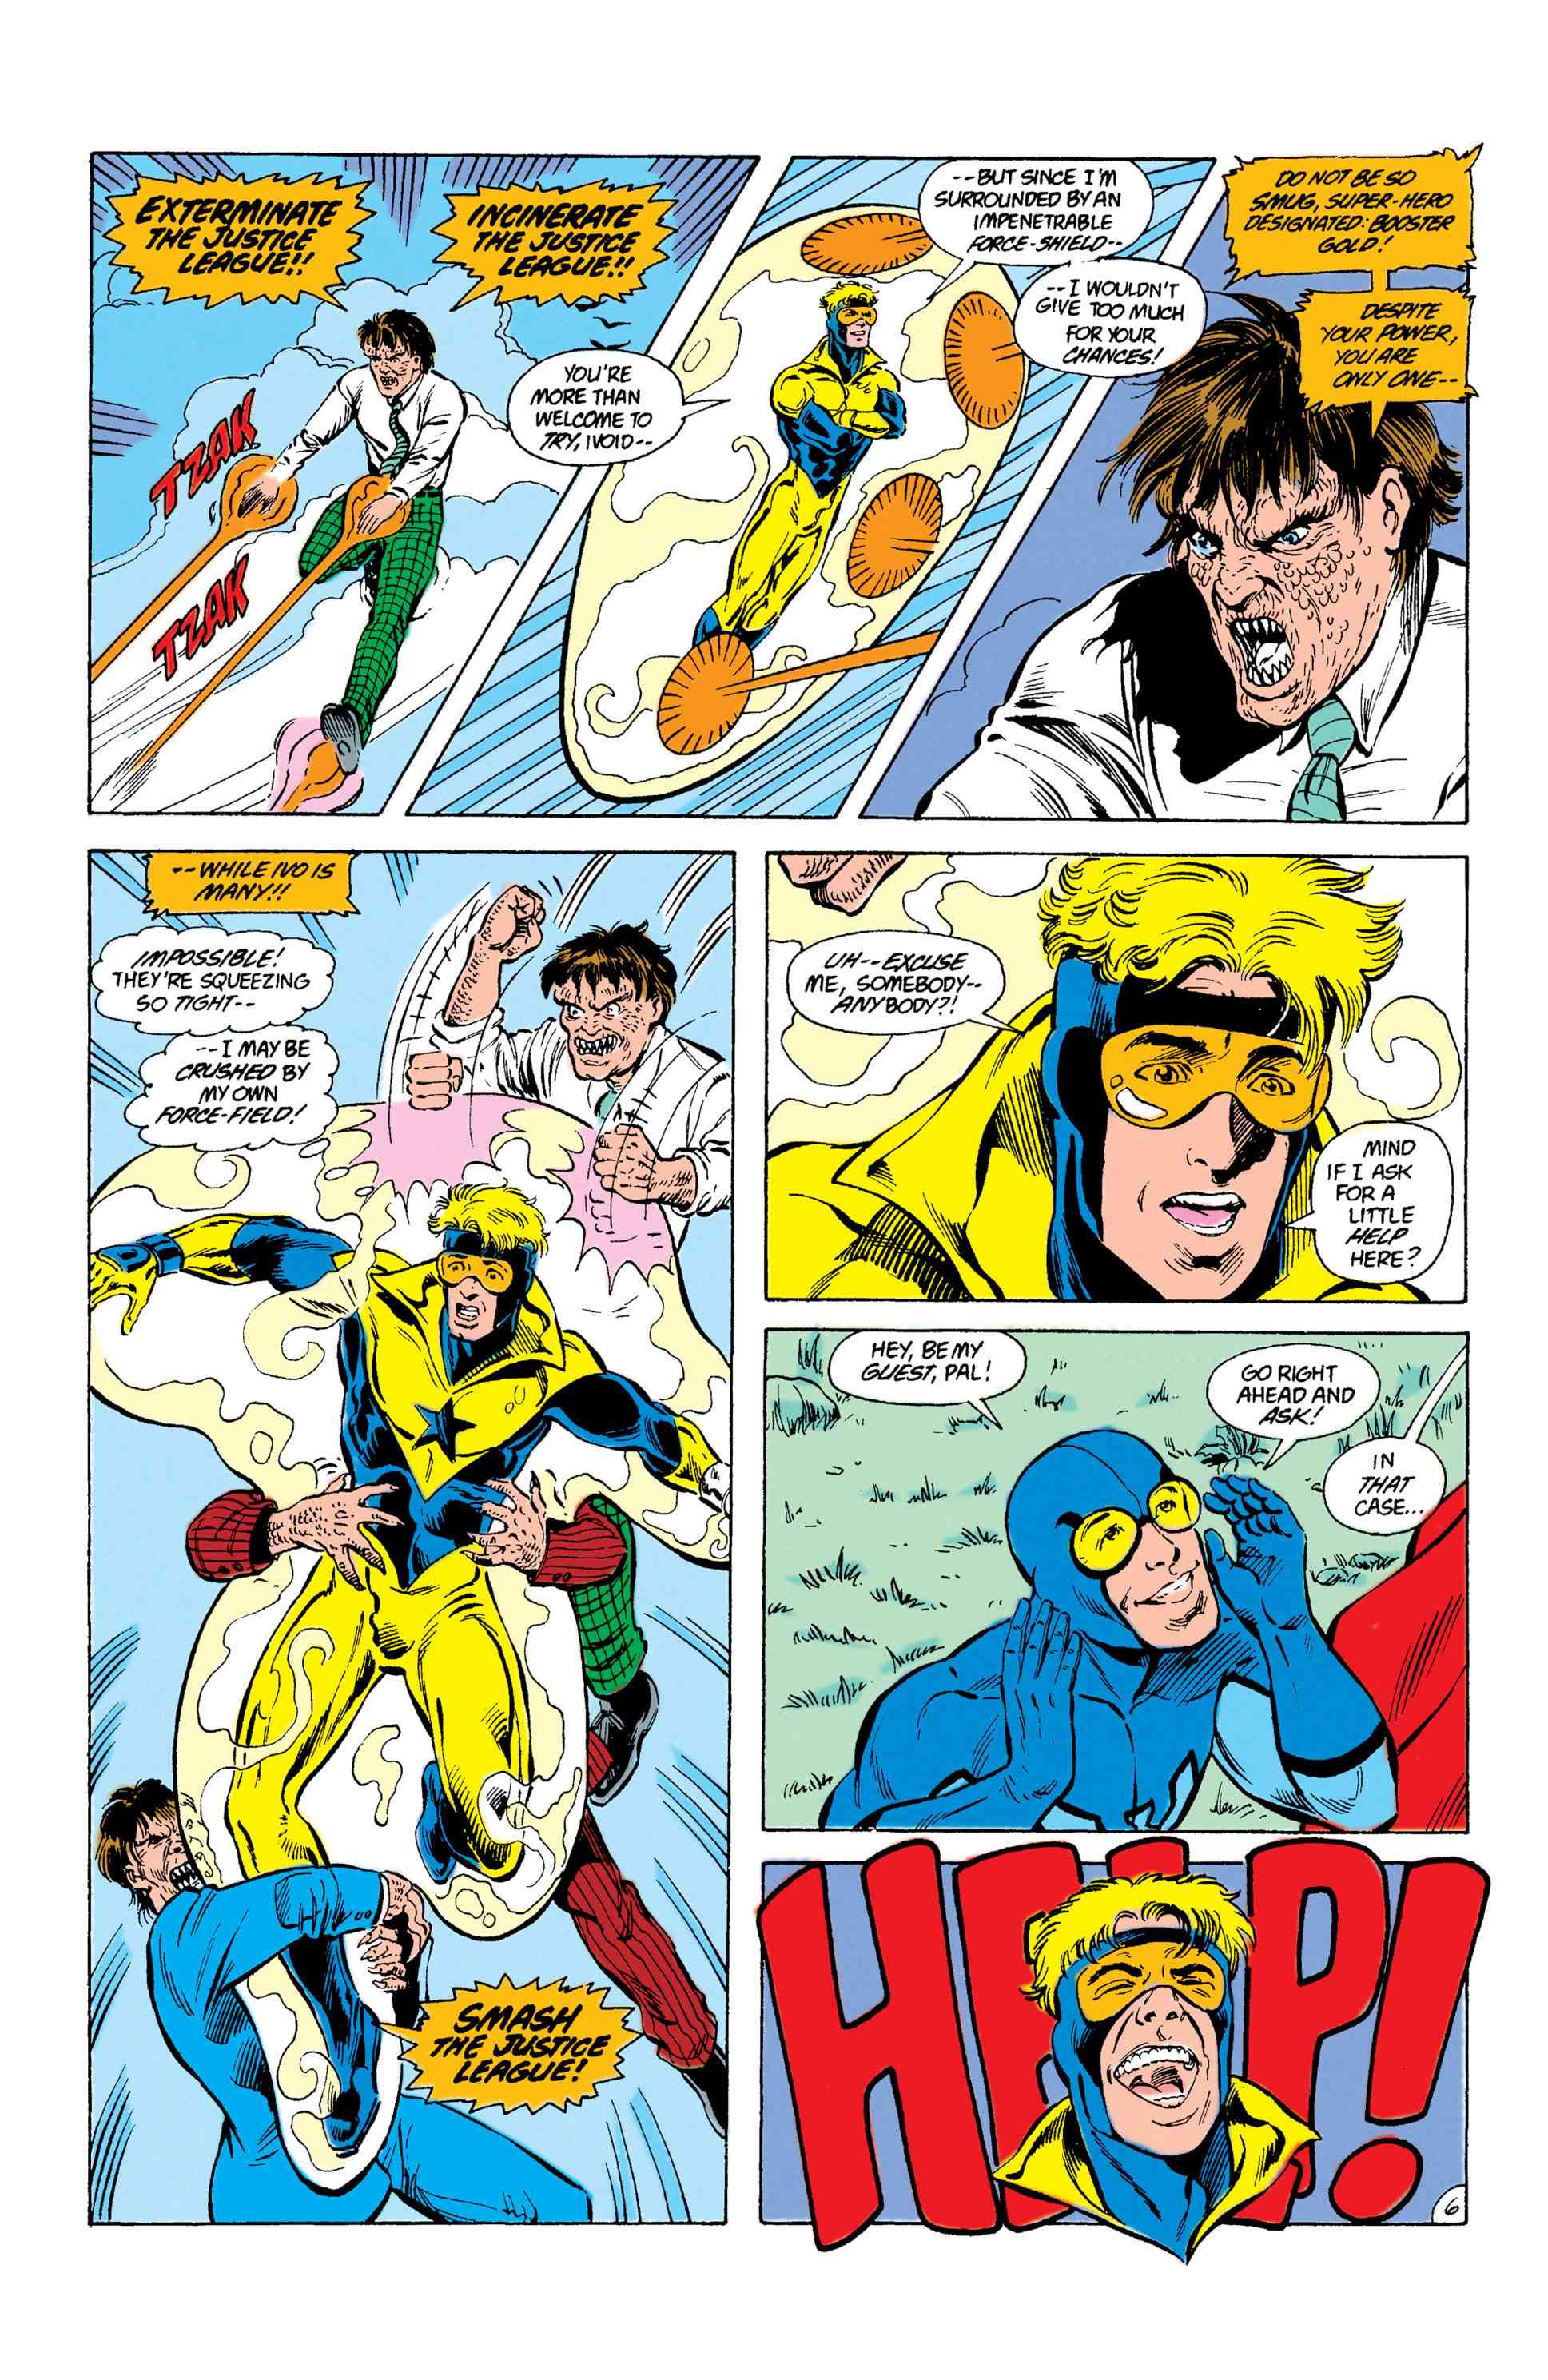 EXTERMINATE
THE JUSTICE
LEAGUE!!
INCINERATE
THE JUSTICE
LEAGUE!!
TZAK
TZAK
YOU'RE
MORE THAN
WELCOME TO
TRY, IVOID--
--BUT SINCE I'M
SURROUNDED BY AN
IMPENETRABLE
FORCE-SHIELD--
--I WOULDN'T
GIVE TOO MUCH
FOR YOUR
CHANCES!
DO NOT BE SO
SMUG, SUPER-HERO
DESIGNATED: BOOSTER
GOLD!
DESPITE
YOUR POWER,
YOU ARE
ONLY ONE--
--WHILE IVO IS
MANY!!
IMPOSSIBLE!
THEY'RE SQUEEZING
SO TIGHT--
--I MAY BE
CRUSHED BY
MY OWN
FORCE-FIELD!
SMASH
THE JUSTICE
LEAGUE!
UH--EXCUSE
ME, SOMEBODY--
ANYBODY?!
MIND
IF I ASK
FOR A
LITTLE
HELP
HERE?
HEY, BE MY
GUEST, PAL!
GO RIGHT
AHEAD AND
ASK!
IN
THAT
CASE...
HELP!
6